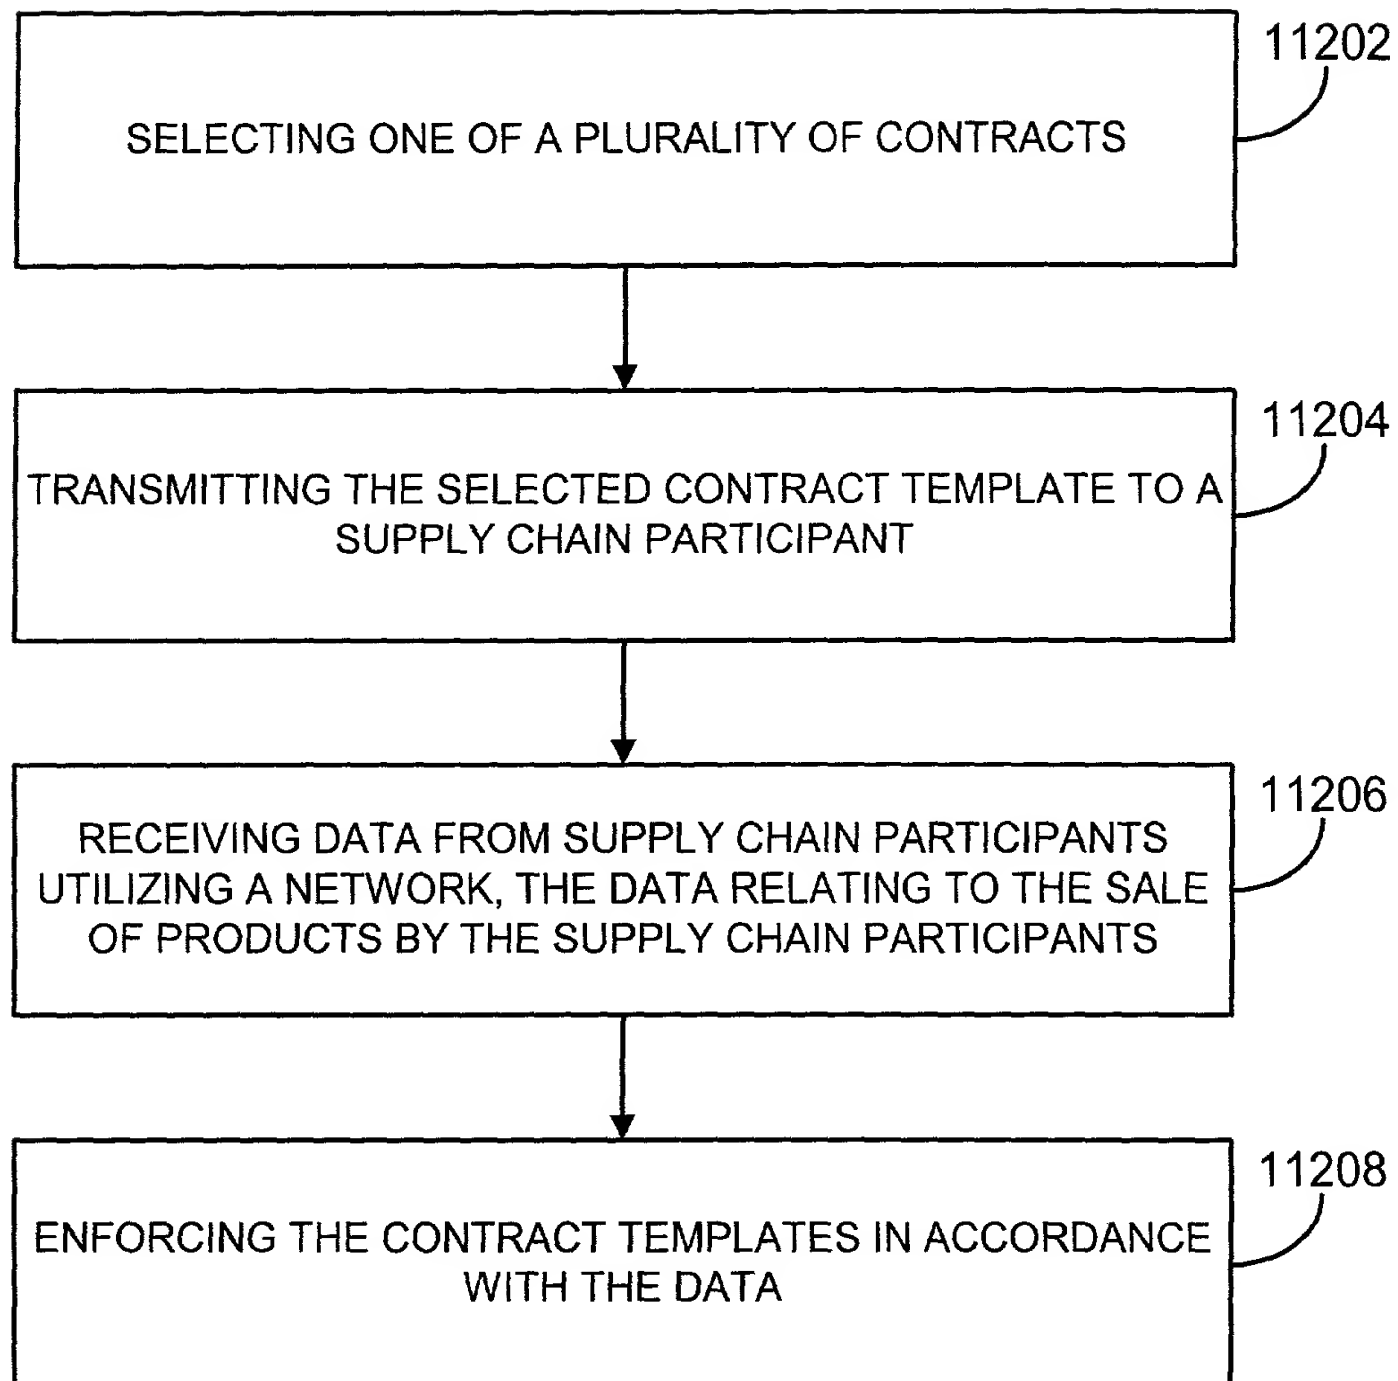 11202
SELECTING ONE OF A PLURALITY OF CONTRACTS
11204
TRANSMITTING THE SELECTED CONTRACT TEMPLATE TO A
SUPPLY CHAIN PARTICIPANT
11206
RECEIVING DATA FROM SUPPLY CHAIN PARTICIPANTS
UTILIZING A NETWORK, THE DATA RELATING TO THE SALE
OF PRODUCTS BY THE SUPPLY CHAIN PARTICIPANTS
11208
ENFORCING THE CONTRACT TEMPLATES IN ACCORDANCE
WITH THE DATA